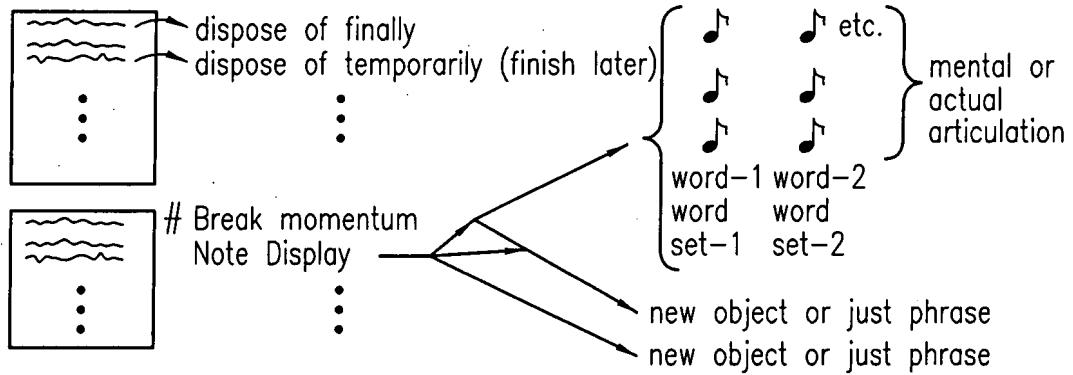 dispose of finally
dispose of temporarily (finish later)
etc.
mental or
actual
articulation
word-1 word-2
word word
set-1 set-2
# Break momentum
Note Display
new object or just phrase
new object or just phrase